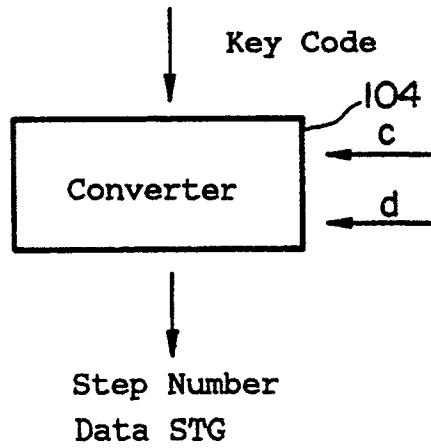 Key Code
104
c
Converter
d
Step Number
Data STG